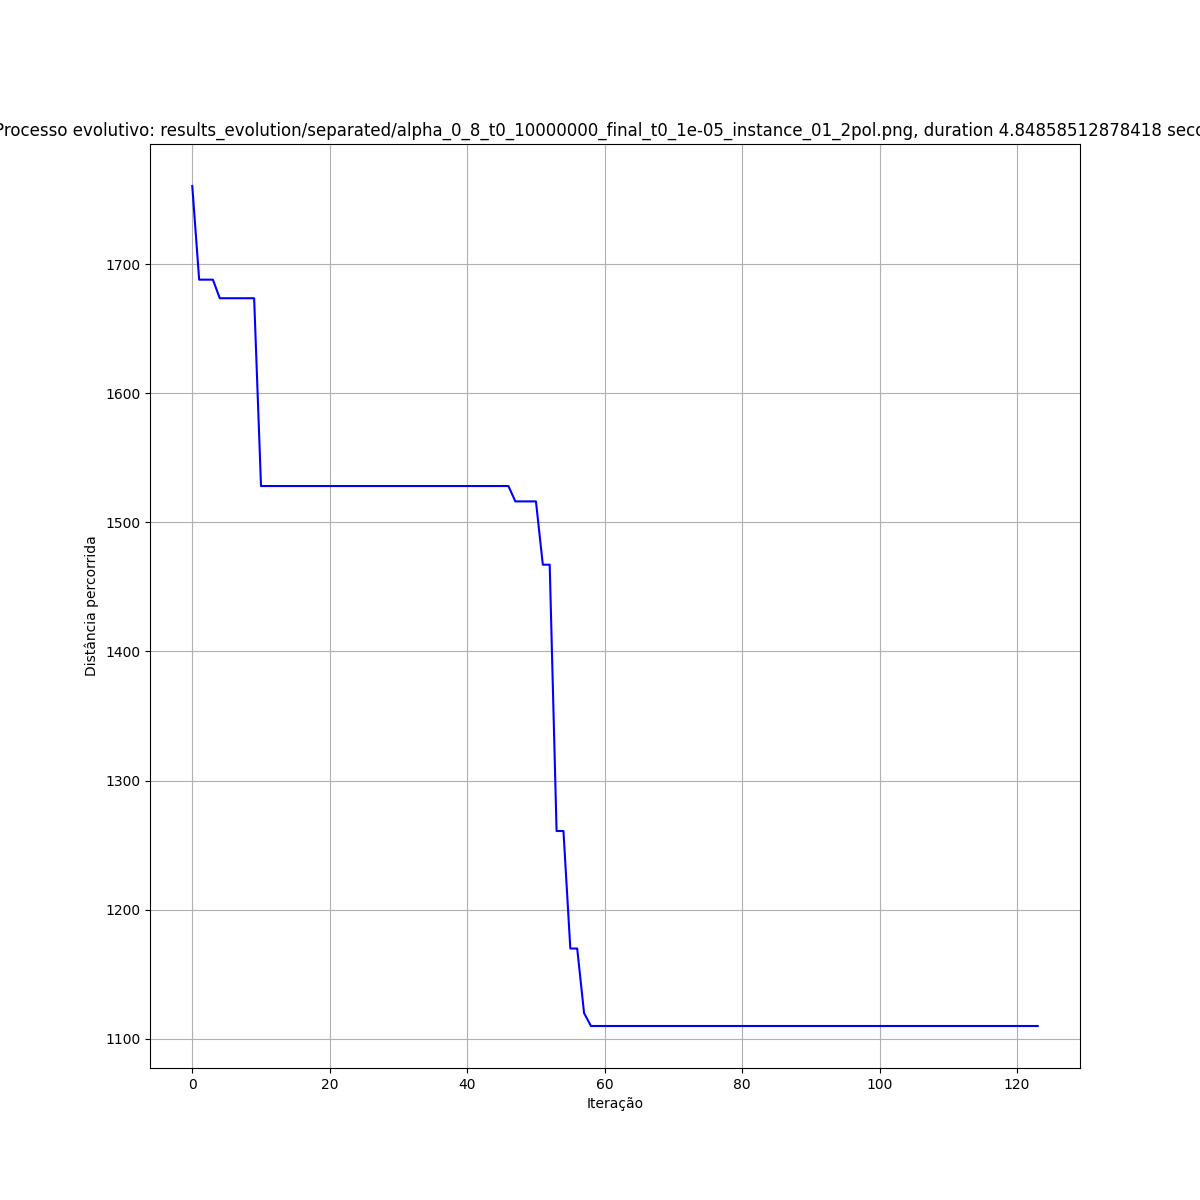 Processo evolutivo: results_evolution/separated/alpha_0_8_t0_10000000_final_t0_1e-05_instance_01_2pol.png, duration 4.84858512878418
1700
1600
1500
1400
1300
1200
1100
Distância percorrida
0 20 40 60 80 100 120
Iteração